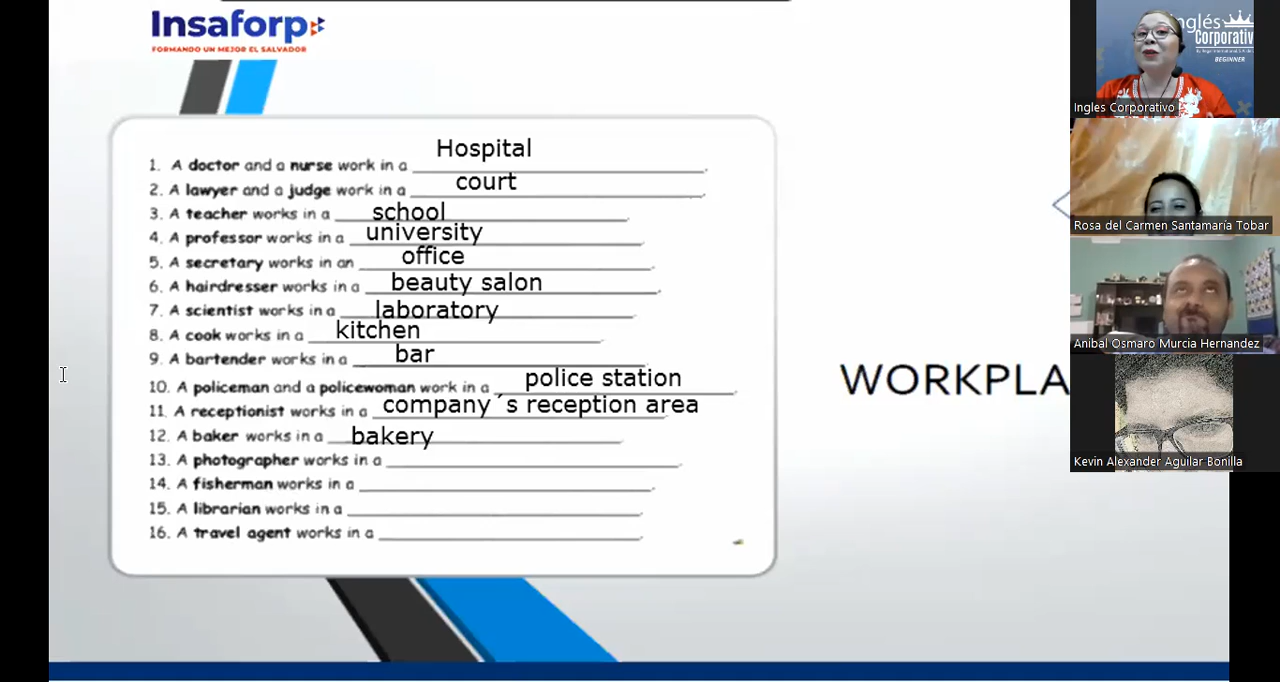 Insaforp
FORMANDO UN MEJOR EL SALVADOR
1. A doctor and a nurse work in a Hospital.
2. A lawyer and a judge work in a court.
3. A teacher works in a school.
4. A professor works in a university.
5. A secretary works in an office.
6. A hairdresser works in a beauty salon.
7. A scientist works in a laboratory.
8. A cook works in a kitchen.
9. A bartender works in a bar.
10. A policeman and a policewoman work in a police station.
11. A receptionist works in a company´s reception area.
12. A baker works in a bakery.
13. A photographer works in a ____.
14. A fisherman works in a ____.
15. A librarian works in a ____.
16. A travel agent works in a ____.
WORKPLA
Inglés
Corporativ
BEGINNER
Ingles Corporativo
Rosa del Carmen Santamaría Tobar
Anibal Osmaro Murcia Hernandez
Kevin Alexander Aguilar Bonilla